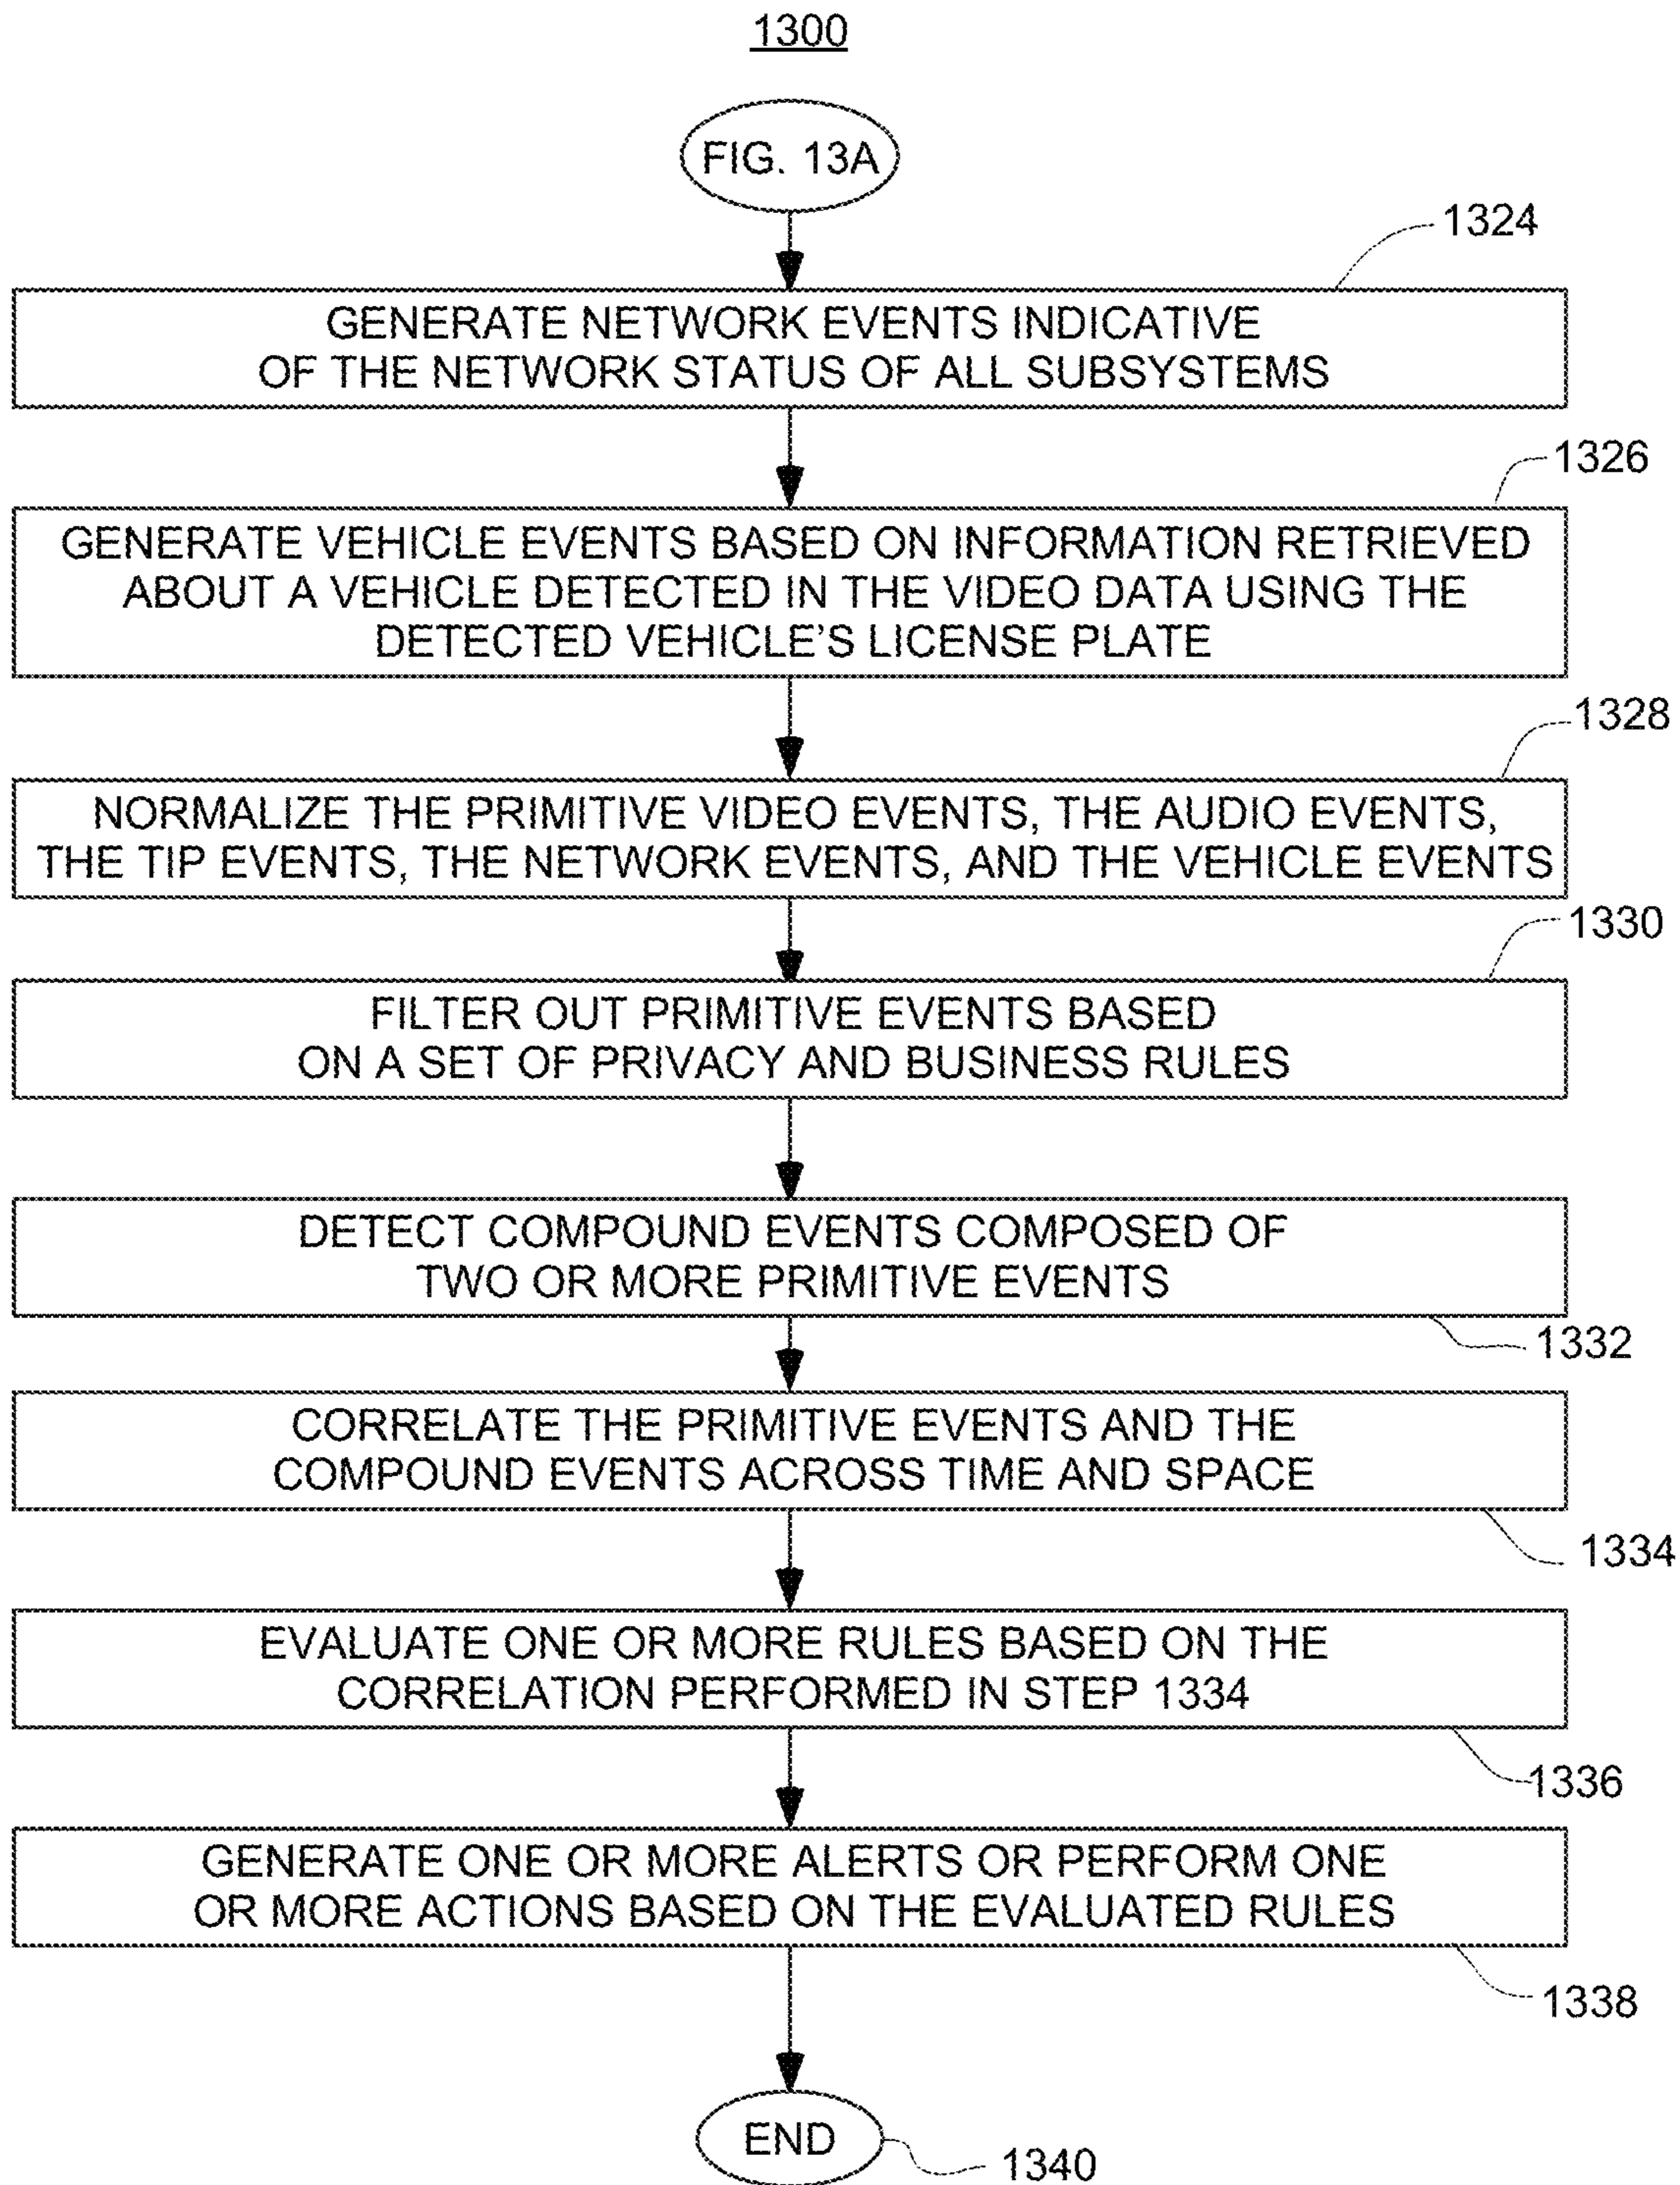 1300
FIG. 13A
1324
GENERATE NETWORK EVENTS INDICATIVE
OF THE NETWORK STATUS OF ALL SUBSYSTEMS
1326
GENERATE VEHICLE EVENTS BASED ON INFORMATION RETRIEVED
ABOUT A VEHICLE DETECTED IN THE VIDEO DATA USING THE
DETECTED VEHICLE'S LICENSE PLATE
1328
NORMALIZE THE PRIMITIVE VIDEO EVENTS, THE AUDIO EVENTS,
THE TIP EVENTS, THE NETWORK EVENTS, AND THE VEHICLE EVENTS
1330
FILTER OUT PRIMITIVE EVENTS BASED
ON A SET OF PRIVACY AND BUSINESS RULES
DETECT COMPOUND EVENTS COMPOSED OF
TWO OR MORE PRIMITIVE EVENTS
1332
CORRELATE THE PRIMITIVE EVENTS AND THE
COMPOUND EVENTS ACROSS TIME AND SPACE
1334
EVALUATE ONE OR MORE RULES BASED ON THE
CORRELATION PERFORMED IN STEP 1334
1336
GENERATE ONE OR MORE ALERTS OR PERFORM ONE
OR MORE ACTIONS BASED ON THE EVALUATED RULES
1338
END
1340